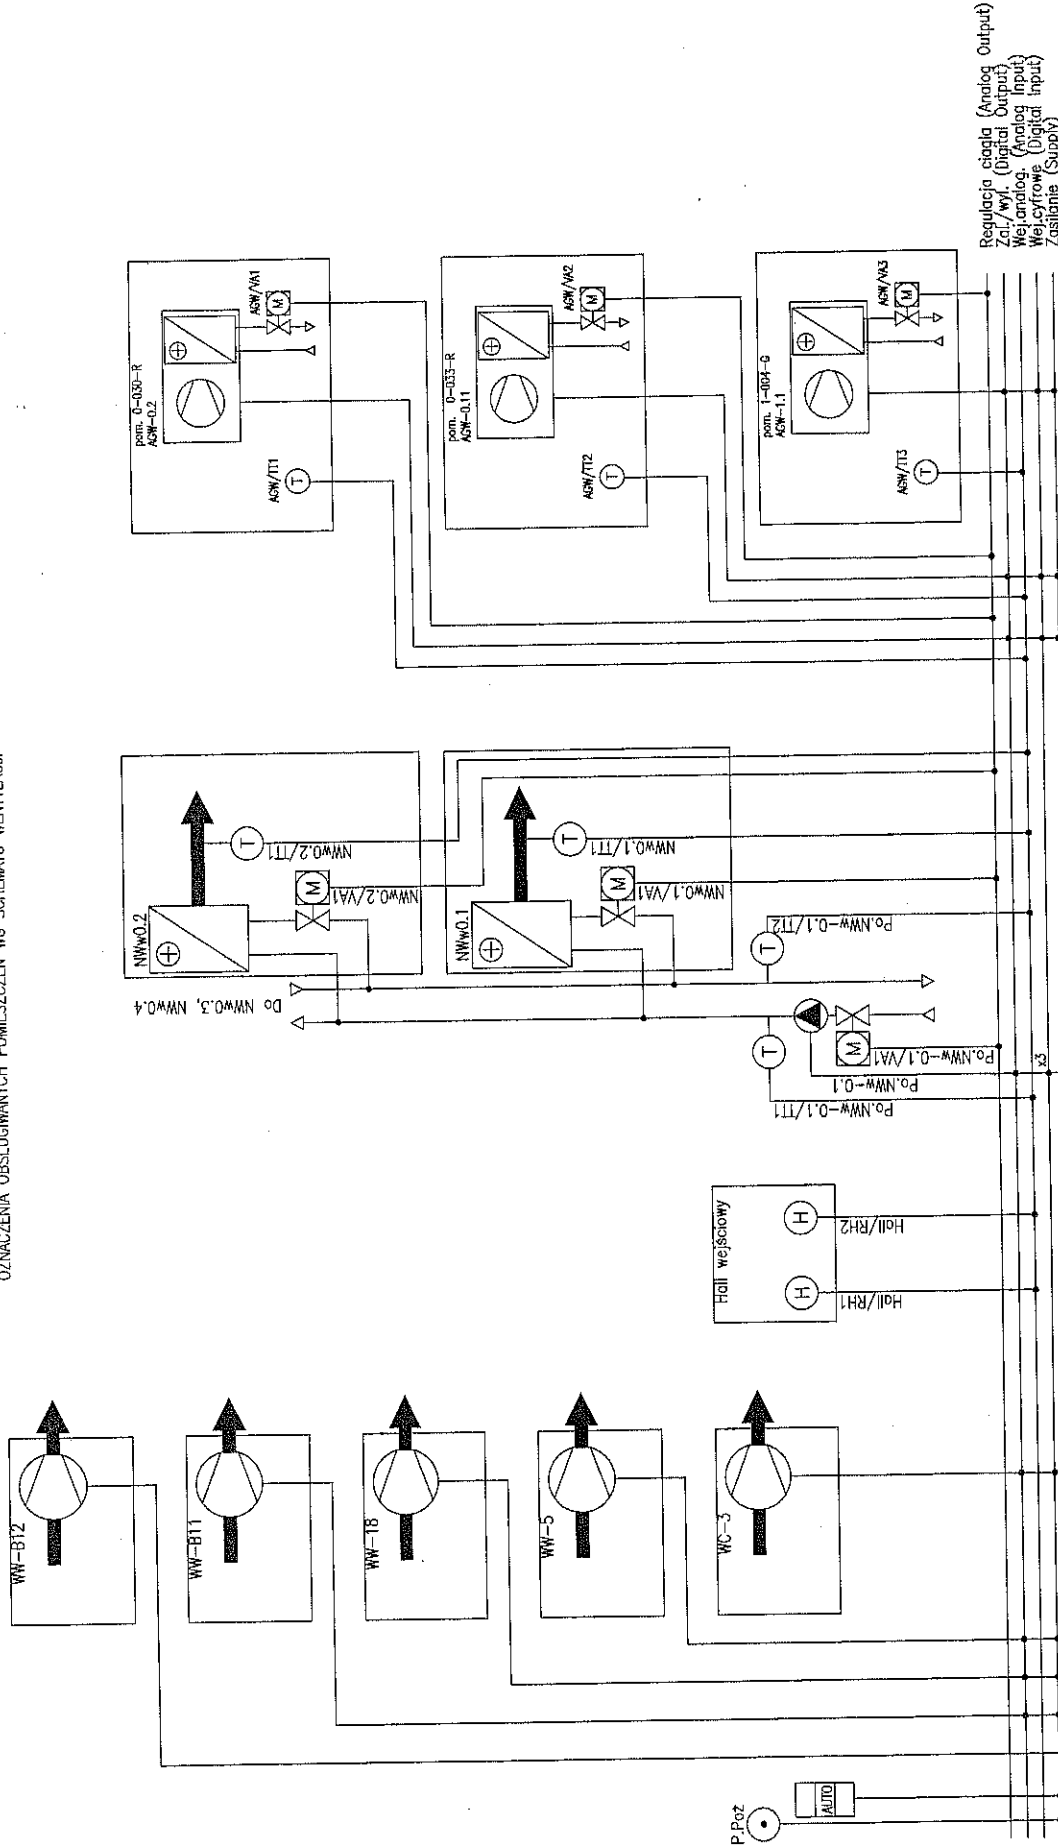 OZNACZENIA OBSŁUGIWANYCH POMIESZCZEŃ WG SCHEMATU
WW-B12
WW-B11
WW-18
WW-5
WC-3
P.Poż
AUTO
Hall wejściowy
H
H
Hall/RH1
Hall/RH2
Do NWw0.3, NWw0.4
NWw0.2
T
NWw0.2/TT1
M
NWw0.2/VA1
NWw0.1
T
NWw0.1/TT1
M
NWw0.1/VA1
T
Po.NWw-0.1/TT2
T
M
Po.NWw-0.1/VA1
Po.NWw-0.1
Po.NWw-0.1/TT1
x3
pom. 0-030-R
AGW-0.2
AGW/VA1
M
AGW/TT1
T
pom. 0-033-R
AGW-0.11
AGW/VA2
M
AGW/TT2
T
pom. 1-004-G
AGW-1.1
AGW/VA3
M
AGW/TT3
T
Regulacja ciągła (Analog Output)
Zał./wył. (Digital Output)
Wej.analog. (Analog Input)
Wej.cyfrowe (Digital Input)
Zasilanie (Supply)